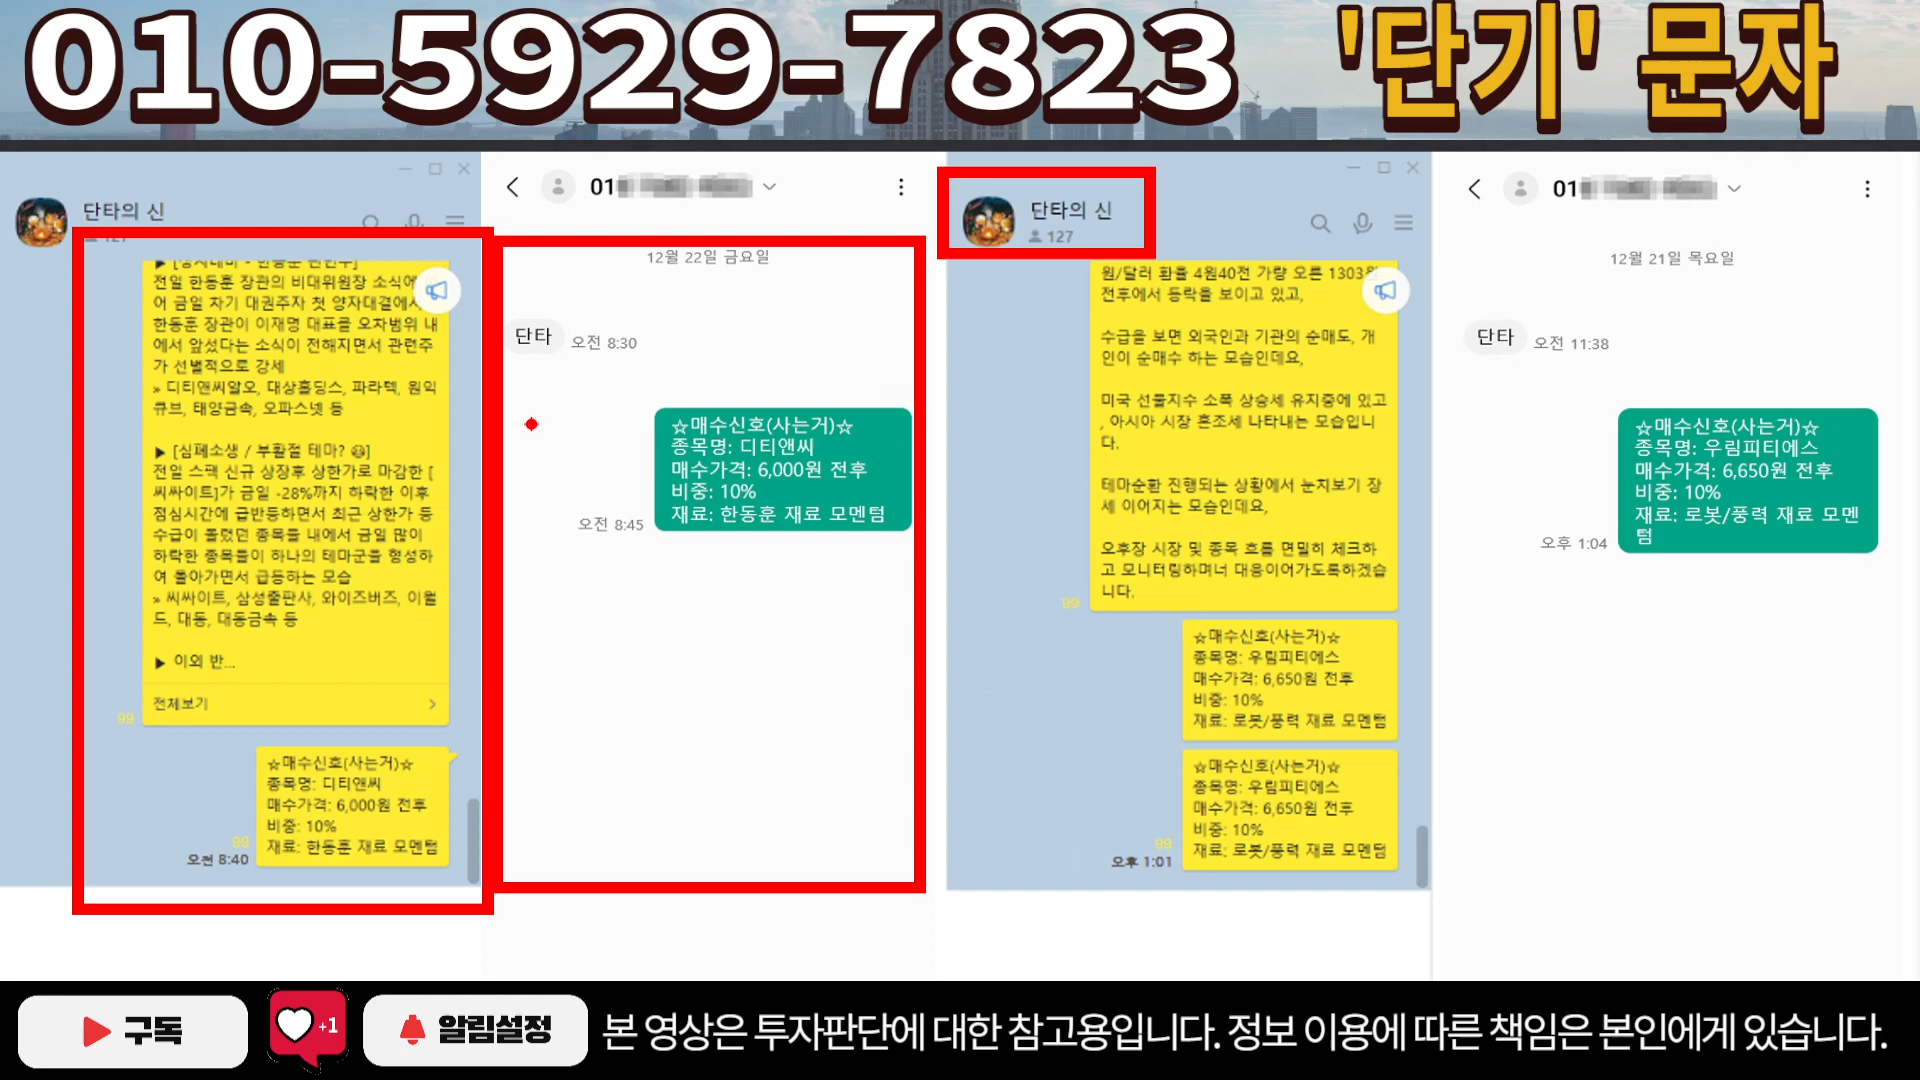 010-5929-7823 '단기' 문자
단타의 신
전일 한동훈 장관의 비대위원장 소식에
어 금일 차기 대권주자 첫 양자대결에서
한동훈 장관이 이재명 대표를 오차범위 내
에서 앞섰다는 소식이 전해지면서 관련주
가 선별적으로 강세
» 디티앤씨알오, 대상홀딩스, 파라텍, 원익
큐브, 태양금속, 오파스넷 등
▶ [심폐소생 / 부활절 테마? 😆]
전일 스팩 신규 상장후 상한가로 마감한 [
씨싸이트]가 금일 -28%까지 하락한 이후
점심시간에 급반등하면서 최근 상한가 등
수급이 몰렸던 종목들 내에서 금일 많이
하락한 종목들이 하나의 테마군을 형성하
여 돌아가면서 급등하는 모습
» 씨싸이트, 삼성출판사, 와이즈버즈, 이월
드, 대동, 대동금속 등
▶ 이외 반...
전체보기
99
☆매수신호(사는거)☆
종목명: 디티앤씨
매수가격: 6,000원 전후
비중: 10%
재료: 한동훈 재료 모멘텀
99
오전 8:40
01
12월 22일 금요일
단타 오전 8:30
☆매수신호(사는거)☆
종목명: 디티앤씨
매수가격: 6,000원 전후
비중: 10%
재료: 한동훈 재료 모멘텀
오전 8:45
단타의 신
127
원/달러 환율 4원40전 가량 오른 1303원
전후에서 등락을 보이고 있고,
수급을 보면 외국인과 기관의 순매도, 개
인이 순매수 하는 모습인데요,
미국 선물지수 소폭 상승세 유지중에 있고
, 아시아 시장 혼조세 나타내는 모습입니
다.
테마순환 진행되는 상황에서 눈치보기 장
세 이어지는 모습인데요,
오후장 시장 및 종목 흐름 면밀히 체크하
고 모니터링하며너 대응이어가도록하겠습
니다.
99
☆매수신호(사는거)☆
종목명: 우림피티에스
매수가격: 6,650원 전후
비중: 10%
재료: 로봇/풍력 재료 모멘텀
☆매수신호(사는거)☆
종목명: 우림피티에스
매수가격: 6,650원 전후
비중: 10%
재료: 로봇/풍력 재료 모멘텀
99
오후 1:01
01
12월 21일 목요일
단타 오전 11:38
☆매수신호(사는거)☆
종목명: 우림피티에스
매수가격: 6,650원 전후
비중: 10%
재료: 로봇/풍력 재료 모멘
텀
오후 1:04
구독 +1 알림설정 본 영상은 투자판단에 대한 참고용입니다. 정보 이용에 따른 책임은 본인에게 있습니다.